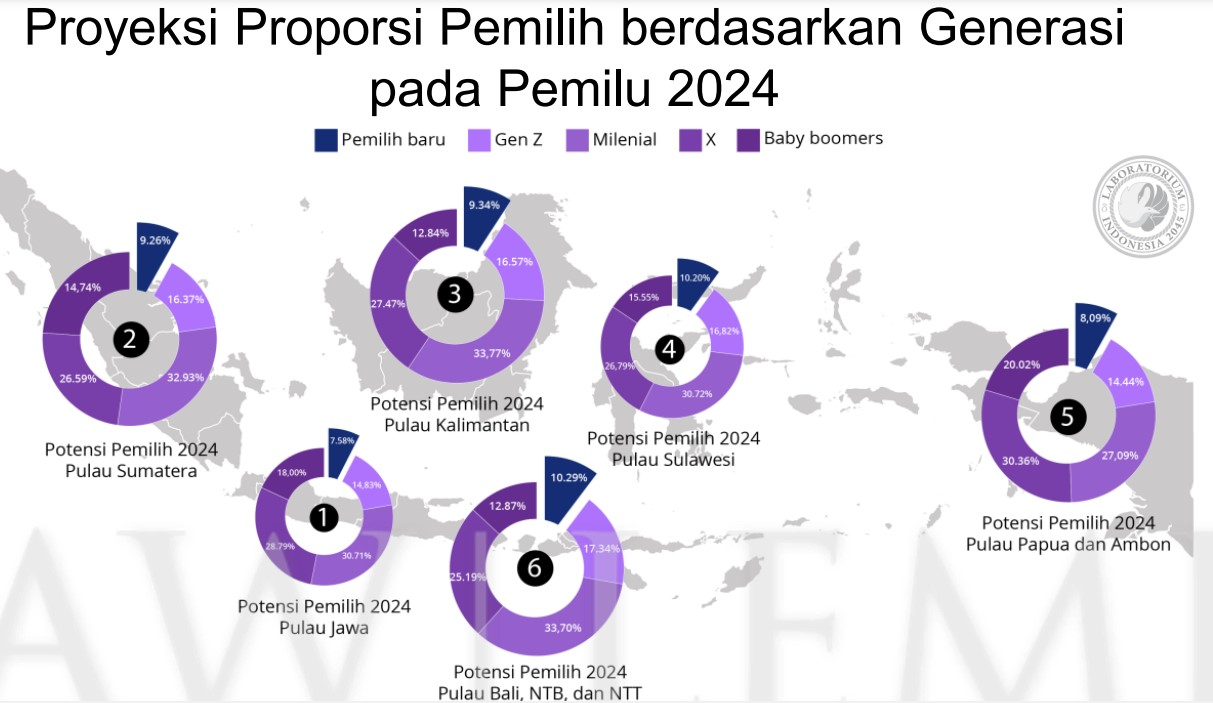 Proyeksi Proporsi Pemilih berdasarkan Generasi
pada Pemilu 2024
Pemilih baru Gen Z Milenial X Baby boomers
LABORATORIUM
INDONESIA 2045
9.26%
16.37%
32.93%
26.59%
14,74%
2
Potensi Pemilih 2024
Pulau Sumatera
9.34%
16.57%
33,77%
27.47%
12.84%
3
Potensi Pemilih 2024
Pulau Kalimantan
10.20%
16,82%
30.72%
26,79%
15.55%
4
Potensi Pemilih 2024
Pulau Sulawesi
8,09%
14.44%
27,09%
30.36%
20.02%
5
Potensi Pemilih 2024
Pulau Papua dan Ambon
7.58%
14,83%
30.71%
28.79%
18,00%
1
Potensi Pemilih 2024
Pulau Jawa
10.29%
17.34%
33,70%
25.19%
12.87%
6
Potensi Pemilih 2024
Pulau Bali, NTB, dan NTT